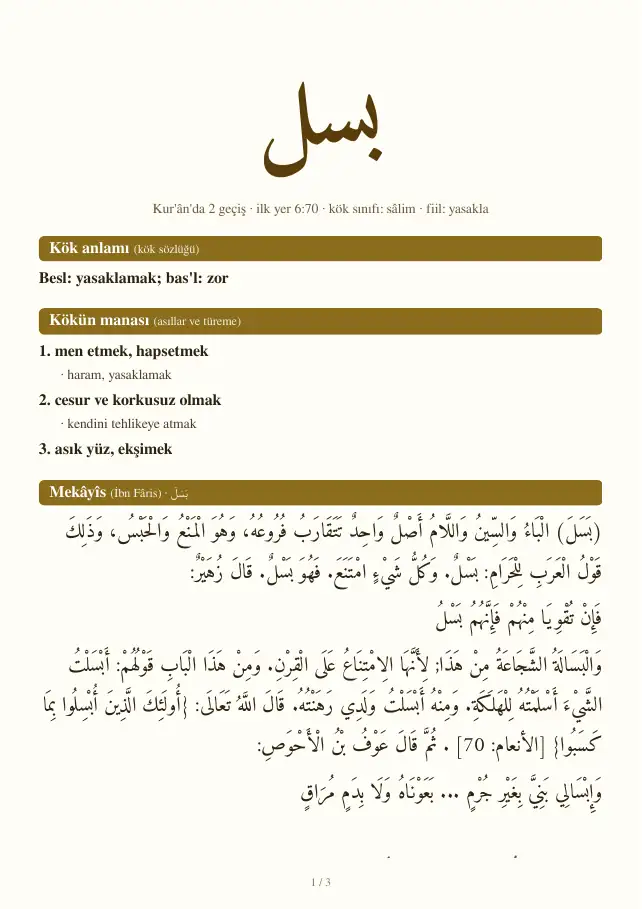 بسل
Kur'ân'da 2 geçiş · ilk yer 6:70 · kök sınıfı: sâlim · fiil: yasakla
Kök anlamı (kök sözlüğü)
Besl: yasaklamak; bas'l: zor
Kökün manası (asıllar ve türeme)
1. men etmek, hapsetmek
· haram, yasaklamak
2. cesur ve korkusuz olmak
· kendini tehlikeye atmak
3. asık yüz, ekşimek
Mekâyîs (İbn Fâris) · بَسَلَ
(بَسَلَ) الْبَاءُ وَالسِّينُ وَاللَّامُ أَصْلٌ وَاحِدٌ تَتَقَارَبُ فُرُوعُهُ، وَهُوَ الْمَنْعُ وَالْحَبْسُ، وَذَلِكَ
قَوْلُ الْعَرَبِ لِلْحَرَامِ: بَسْلٌ. وَكُلُّ شَيْءٍ امْتَنَعَ. فَهُوَ بَسْلٌ. قَالَ زُهَيْرٌ:
فَإِنْ تُقْوِيَا مِنْهُمْ فَإِنَّهُمُ بَسْلُ
وَالْبَسَالَةُ الشَّجَاعَةُ مِنْ هَذَا; لِأَنَّهَا الِامْتِنَاعُ عَلَى الْقِرْنِ. وَمِنْ هَذَا الْبَابِ قَوْلُهُمْ: أَبْسَلْتُ
الشَّيْءَ أَسْلَمْتُهُ لِلْهَلَكَةِ. وَمِنْهُ أَبْسَلْتُ وَلَدِي رَهَنْتُهُ. قَالَ اللَّهُ تَعَالَى: {أُولَئِكَ الَّذِينَ أُبْسِلُوا بِمَا
كَسَبُوا} [الأنعام: 70] . ثُمَّ قَالَ عَوْفُ بْنُ الْأَحْوَصِ:
وَإِبْسَالِي بَنِيَّ بِغَيْرِ جُرْمٍ ... بَعَوْنَاهُ وَلَا بِدَمٍ مُرَاقٍ
1 / 3